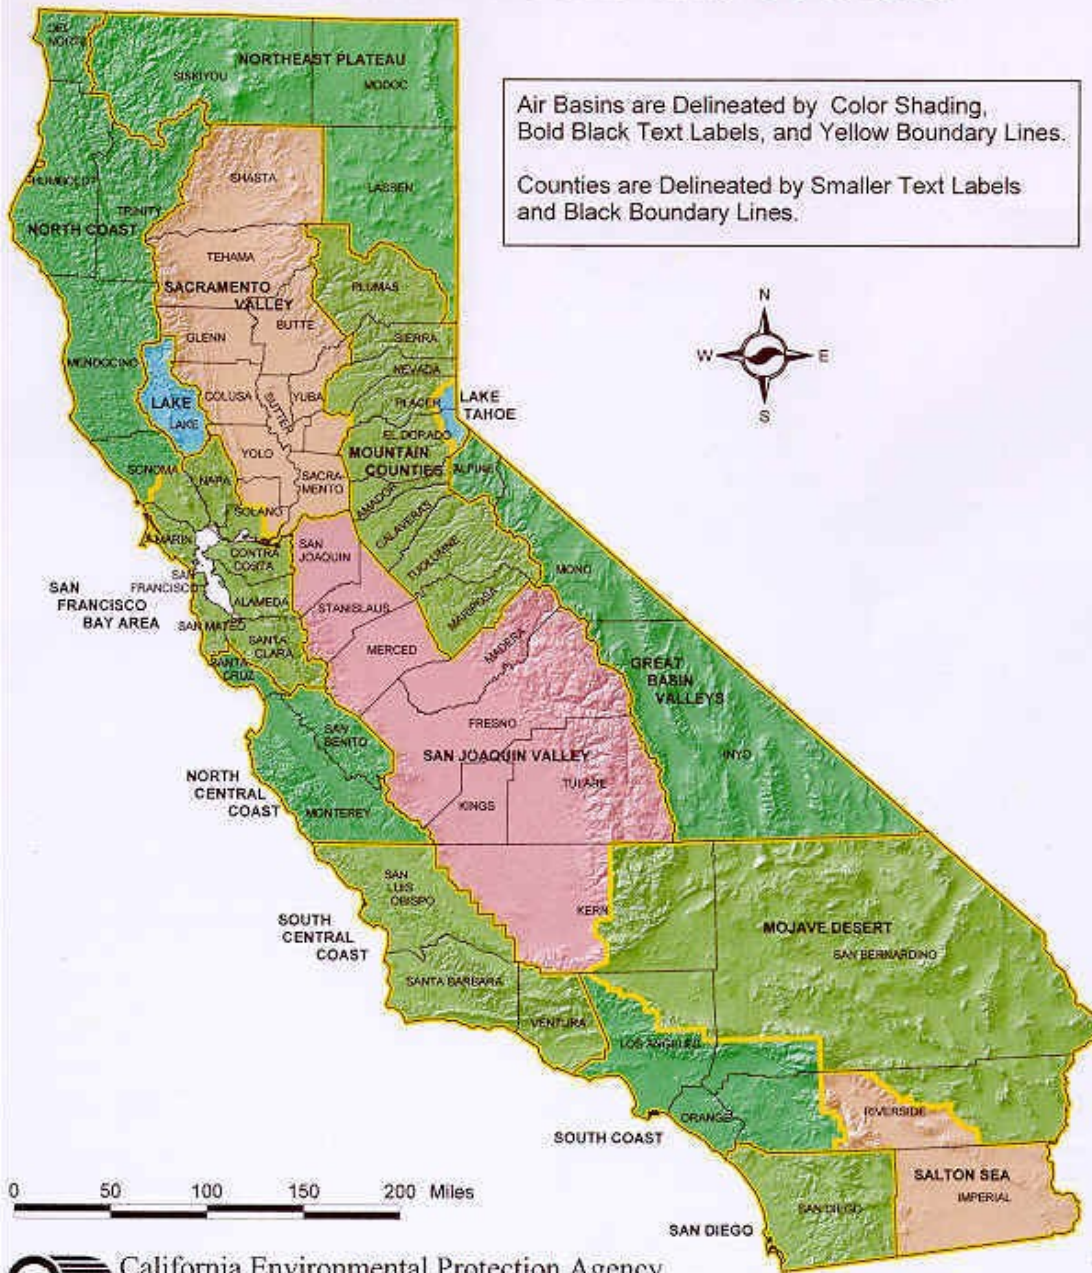 DEL
NORTE
SISKIYOU
NORTHEAST PLATEAU
MODOC
Air Basins are Delineated by Color Shading,
Bold Black Text Labels, and Yellow Boundary Lines.
Counties are Delineated by Smaller Text Labels
and Black Boundary Lines.
HUMBOLDT
TRINITY
SHASTA
LASSEN
NORTH COAST
TEHAMA
SACRAMENTO
VALLEY
PLUMAS
BUTTE
GLENN
SIERRA
MENDOCINO
NEVADA
N
W
E
S
LAKE
LAKE
COLUSA
SUTTER
YUBA
PLACER
LAKE
TAHOE
EL DORADO
YOLO
MOUNTAIN
COUNTIES
ALPINE
SONOMA
NAPA
SACRA-
MENTO
AMADOR
SOLANO
CALAVERAS
MARIN
CONTRA
COSTA
SAN
JOAQUIN
TUOLUMNE
MONO
SAN
FRANCISCO
SAN
FRANCISCO
BAY AREA
ALAMEDA
STANISLAUS
MARIPOSA
SAN MATEO
SANTA
CLARA
MERCED
MADERA
SANTA
CRUZ
GREAT
BASIN
VALLEYS
SAN
BENITO
FRESNO
SAN JOAQUIN VALLEY
INYO
TULARE
NORTH
CENTRAL
COAST
MONTEREY
KINGS
SAN
LUIS
OBISPO
KERN
SOUTH
CENTRAL
COAST
MOJAVE DESERT
SAN BERNARDINO
SANTA BARBARA
VENTURA
LOS ANGELES
ORANGE
RIVERSIDE
SOUTH COAST
SALTON SEA
IMPERIAL
SAN DIEGO
SAN DIEGO
0 50 100 150 200 Miles
California Environmental Protection Agency